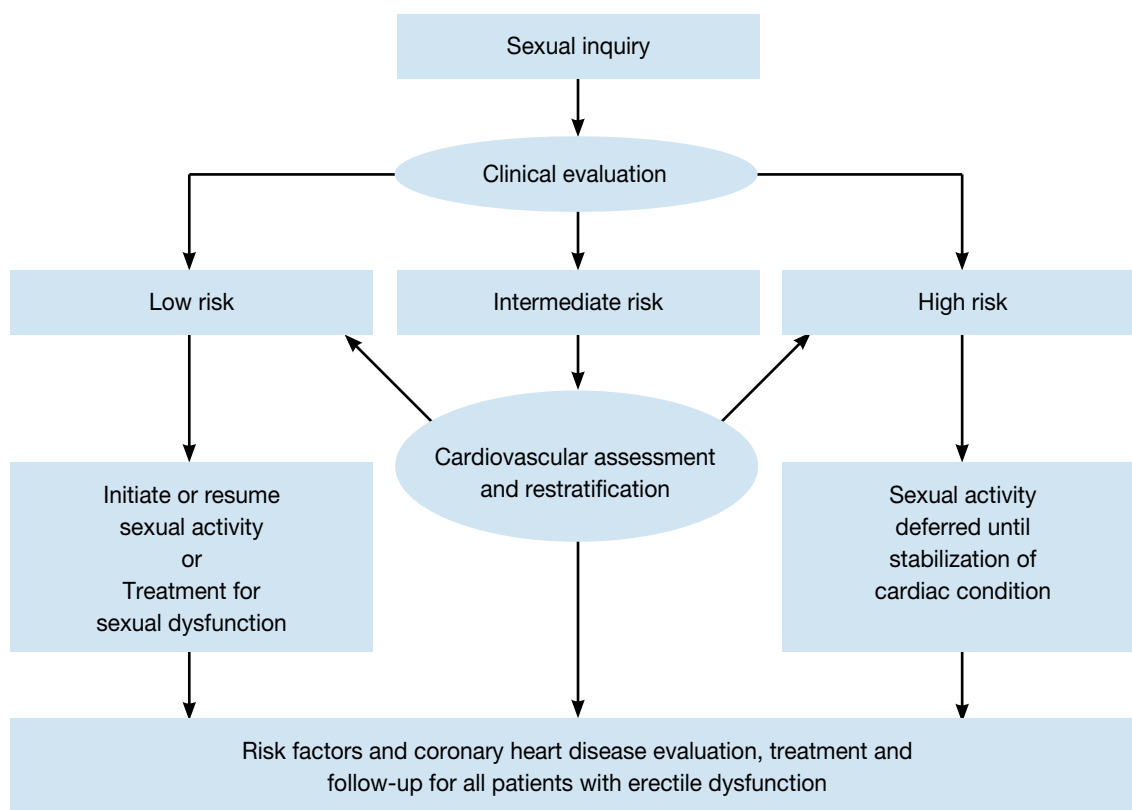 Sexual inquiry
Clinical evaluation
Low risk
Intermediate risk
High risk
Cardiovascular assessment
and restratification
Initiate or resume
sexual activity
or
Treatment for
sexual dysfunction
Sexual activity
deferred until
stabilization of
cardiac condition
Risk factors and coronary heart disease evaluation, treatment and
follow-up for all patients with erectile dysfunction